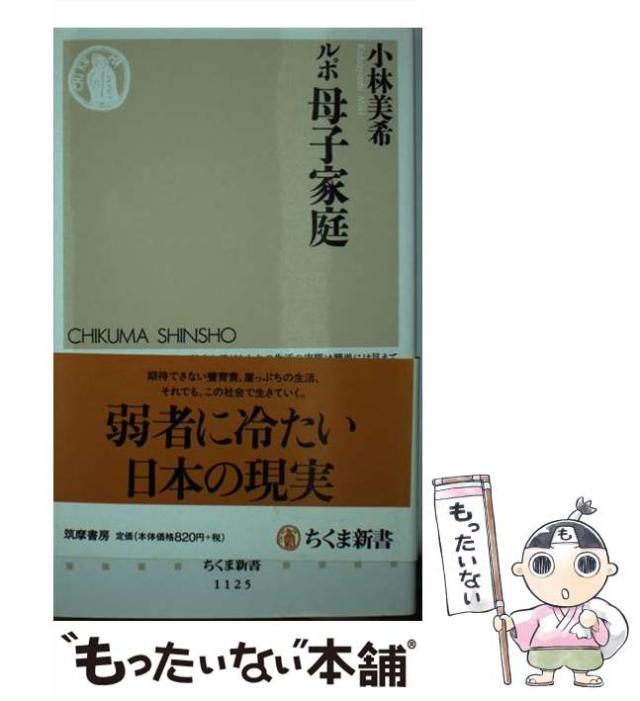 小林美希
Kobayashi Miki
ルポ 母子家庭
CHIKUMA SHINSHO
期待できない養育費、崖っぷちの生活、
それでも、この社会で生きていく。
弱者に冷たい
日本の現実
筑摩書房 定価(本体価格820円+税)
ちくま新書
ちくま新書
1125
"もったいない"本舗®
もったいない
も